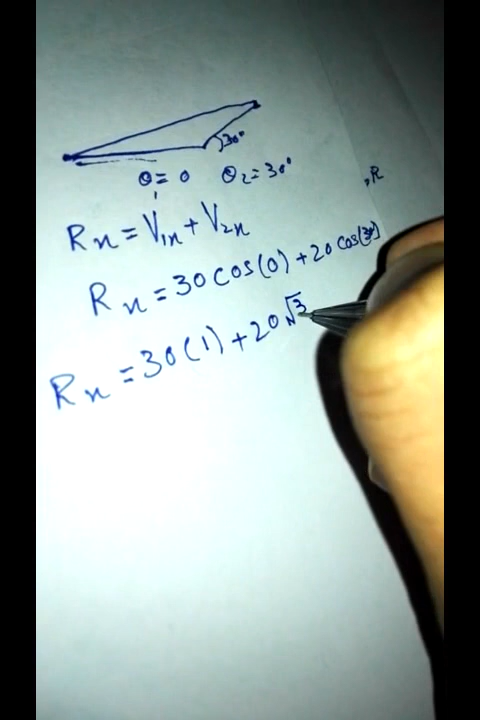 30°
θ₁ = 0 θ₂ = 30°
, R
Rx = V1x + V2x
Rx = 30 cos(0) + 20 cos(30)
Rx = 30(1) + 20√3